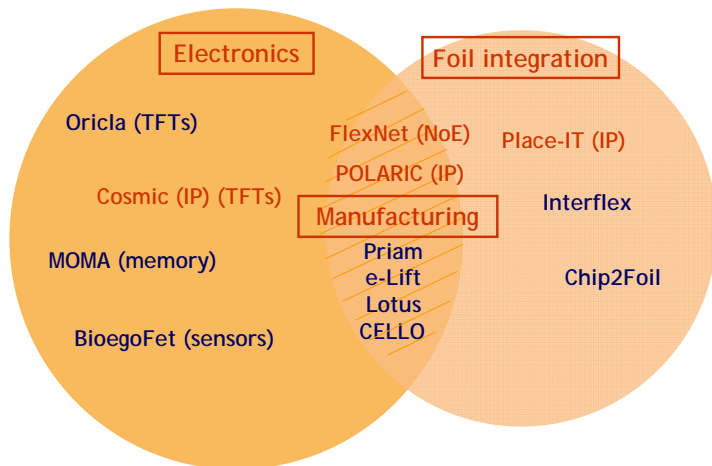 Electronics
Foil integration
Oricla (TFTs)
FlexNet (NoE)
Place-IT (IP)
POLARIC (IP)
Cosmic (IP) (TFTs)
Interflex
Manufacturing
MOMA (memory)
Priam
e-Lift
Chip2Foil
Lotus
BioegoFet (sensors)
CELLO